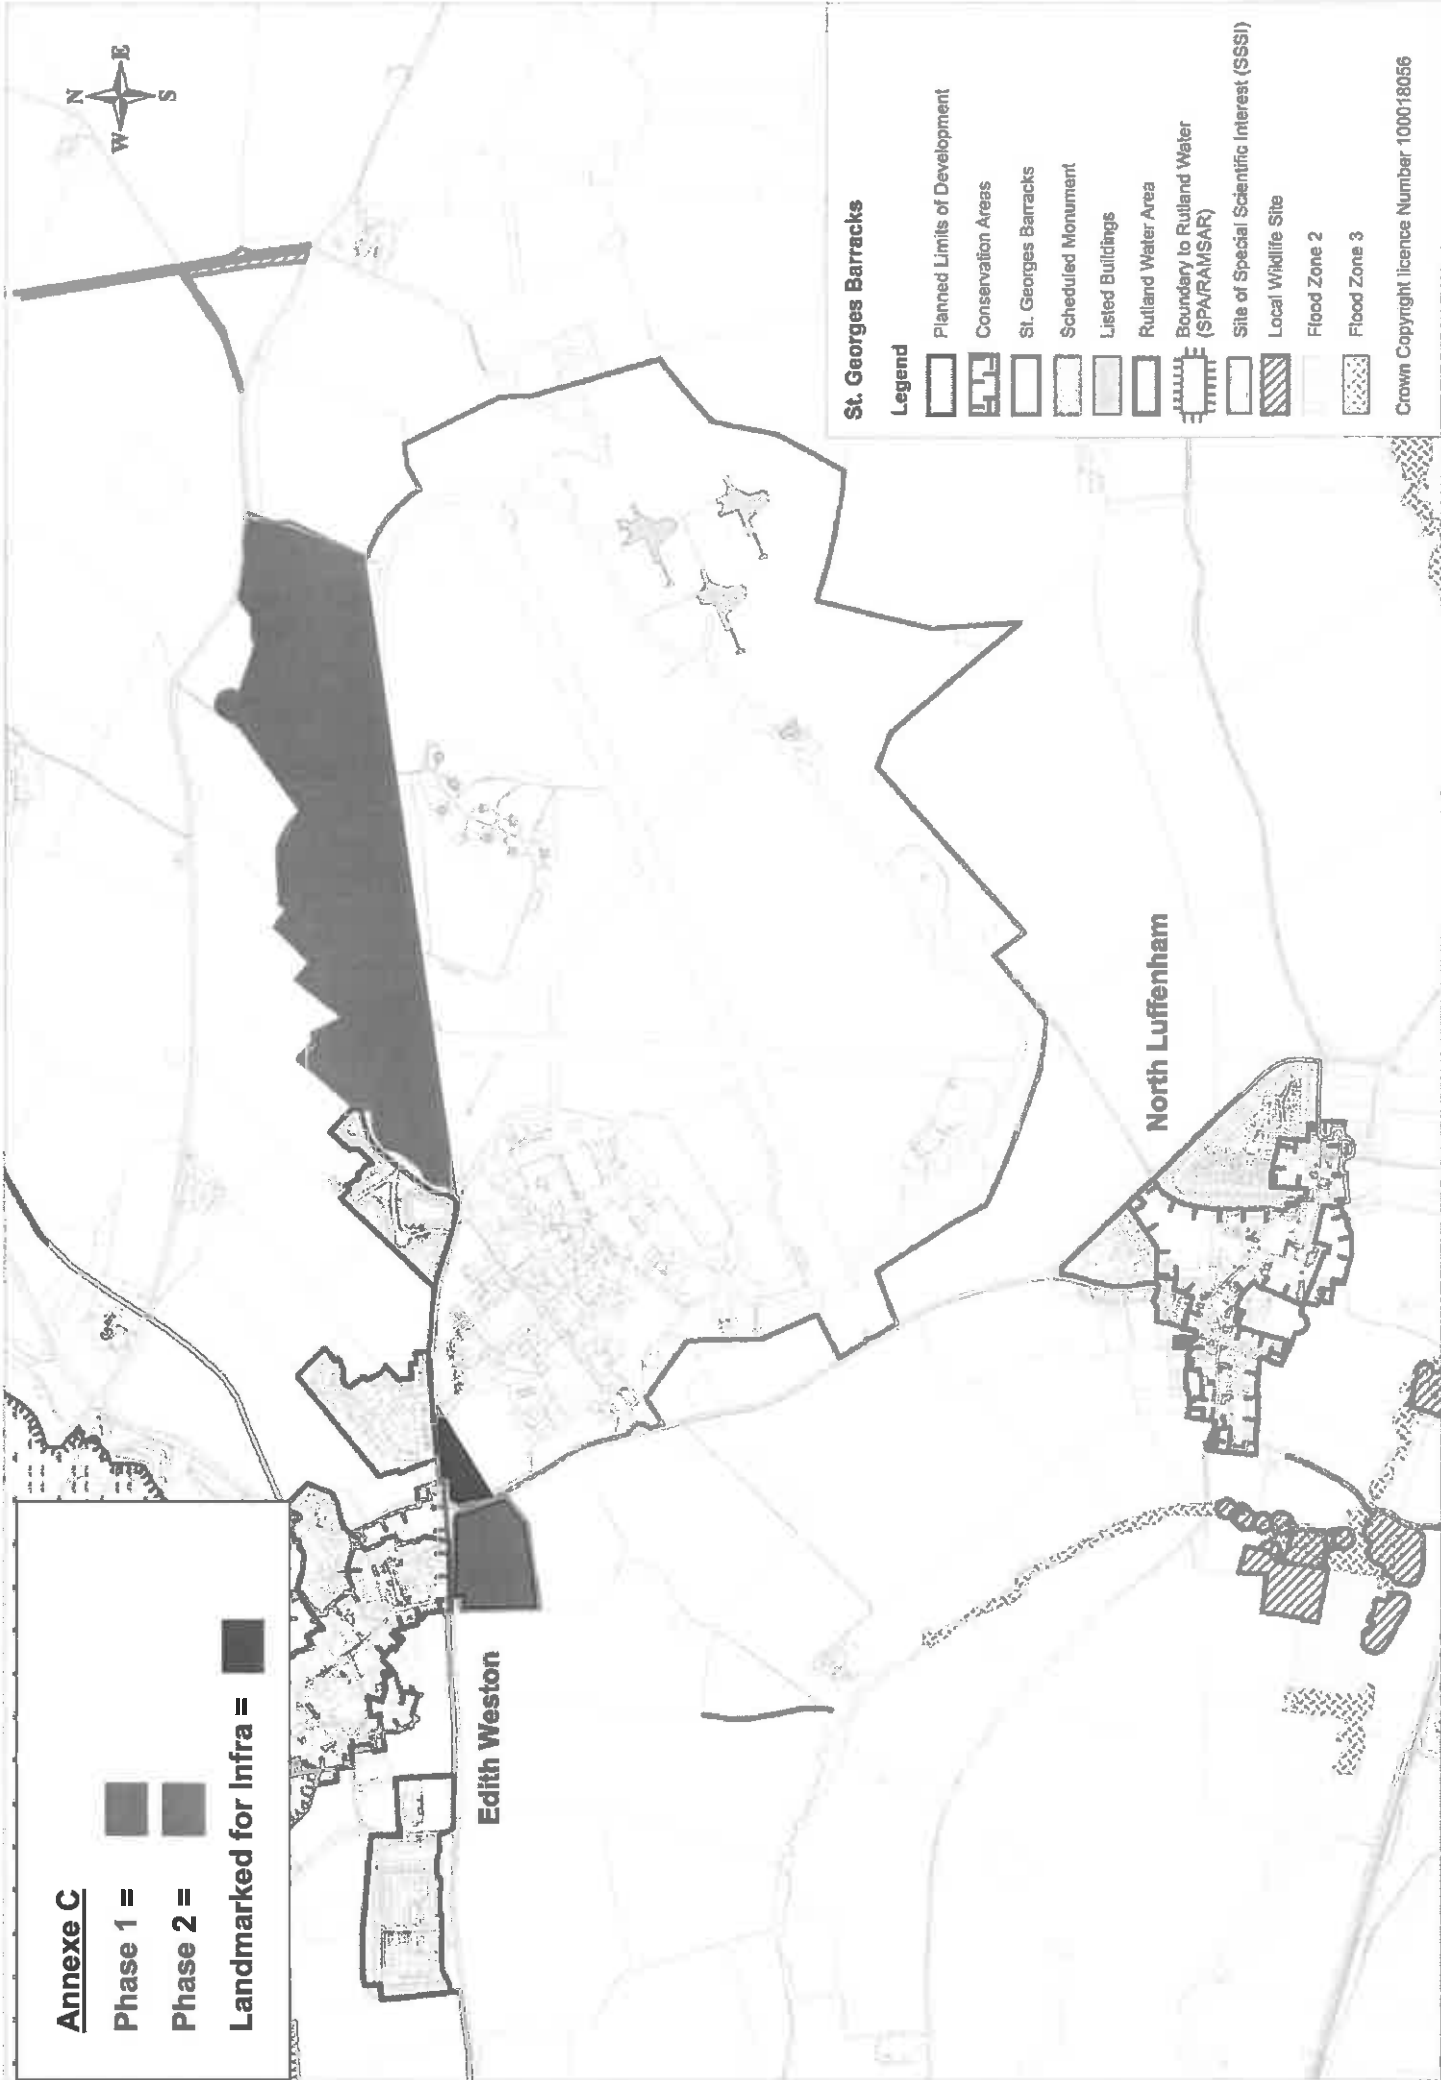 Annexe C
Phase 1 =
Phase 2 =
Landmarked for Infra =
N
W
E
S
Edith Weston
North Luffenham
St. Georges Barracks
Legend
Planned Limits of Development
Conservation Areas
St. Georges Barracks
Scheduled Monument
Listed Buildings
Rutland Water Area
Boundary to Rutland Water
(SPA/RAMSAR)
Site of Special Scientific Interest (SSSI)
Local Wildlife Site
Flood Zone 2
Flood Zone 3
Crown Copyright licence Number 100018056